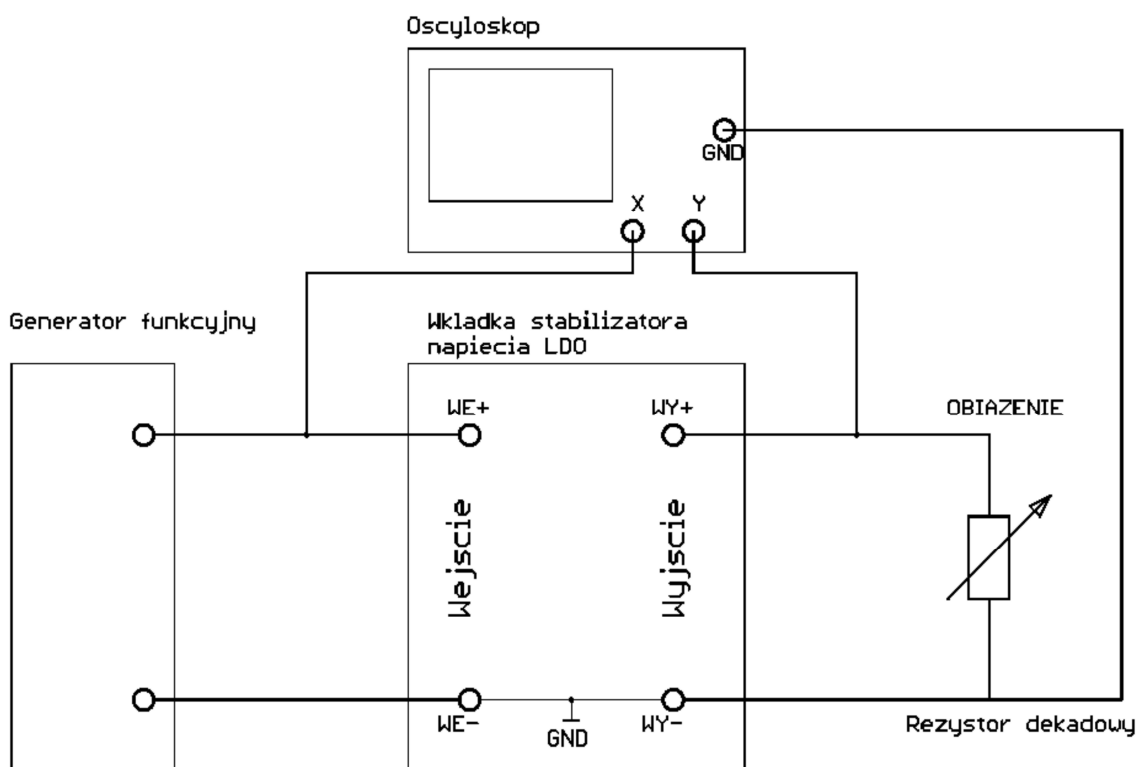 Oscyloskop
GND
X Y
Generator funkcyjny
Wkladka stabilizatora
napiecia LDO
WE+ WY+
OBIAZENIE
Wejscie
Wyjscie
WE- GND WY-
Rezystor dekadowy